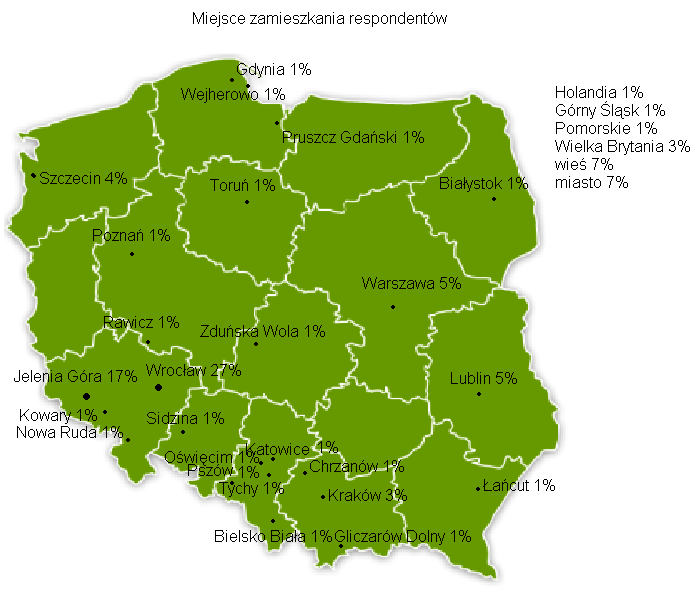 Miejsce zamieszkania respondentów
Gdynia 1%
Wejherowo 1%
Pruszcz Gdański 1%
Holandia 1%
Górny Śląsk 1%
Pomorskie 1%
Wielka Brytania 3%
wieś 7%
miasto 7%
Szczecin 4%
Toruń 1%
Białystok 1%
Poznań 1%
Warszawa 5%
Rawicz 1%
Zduńska Wola 1%
Jelenia Góra 17%
Wrocław 27%
Lublin 5%
Kowary 1%
Sidzina 1%
Nowa Ruda 1%
Katowice 1%
Oświęcim 1%
Pszów 1%
Chrzanów 1%
Tychy 1%
Kraków 3%
Łańcut 1%
Bielsko Biała 1%
Gliczarów Dolny 1%